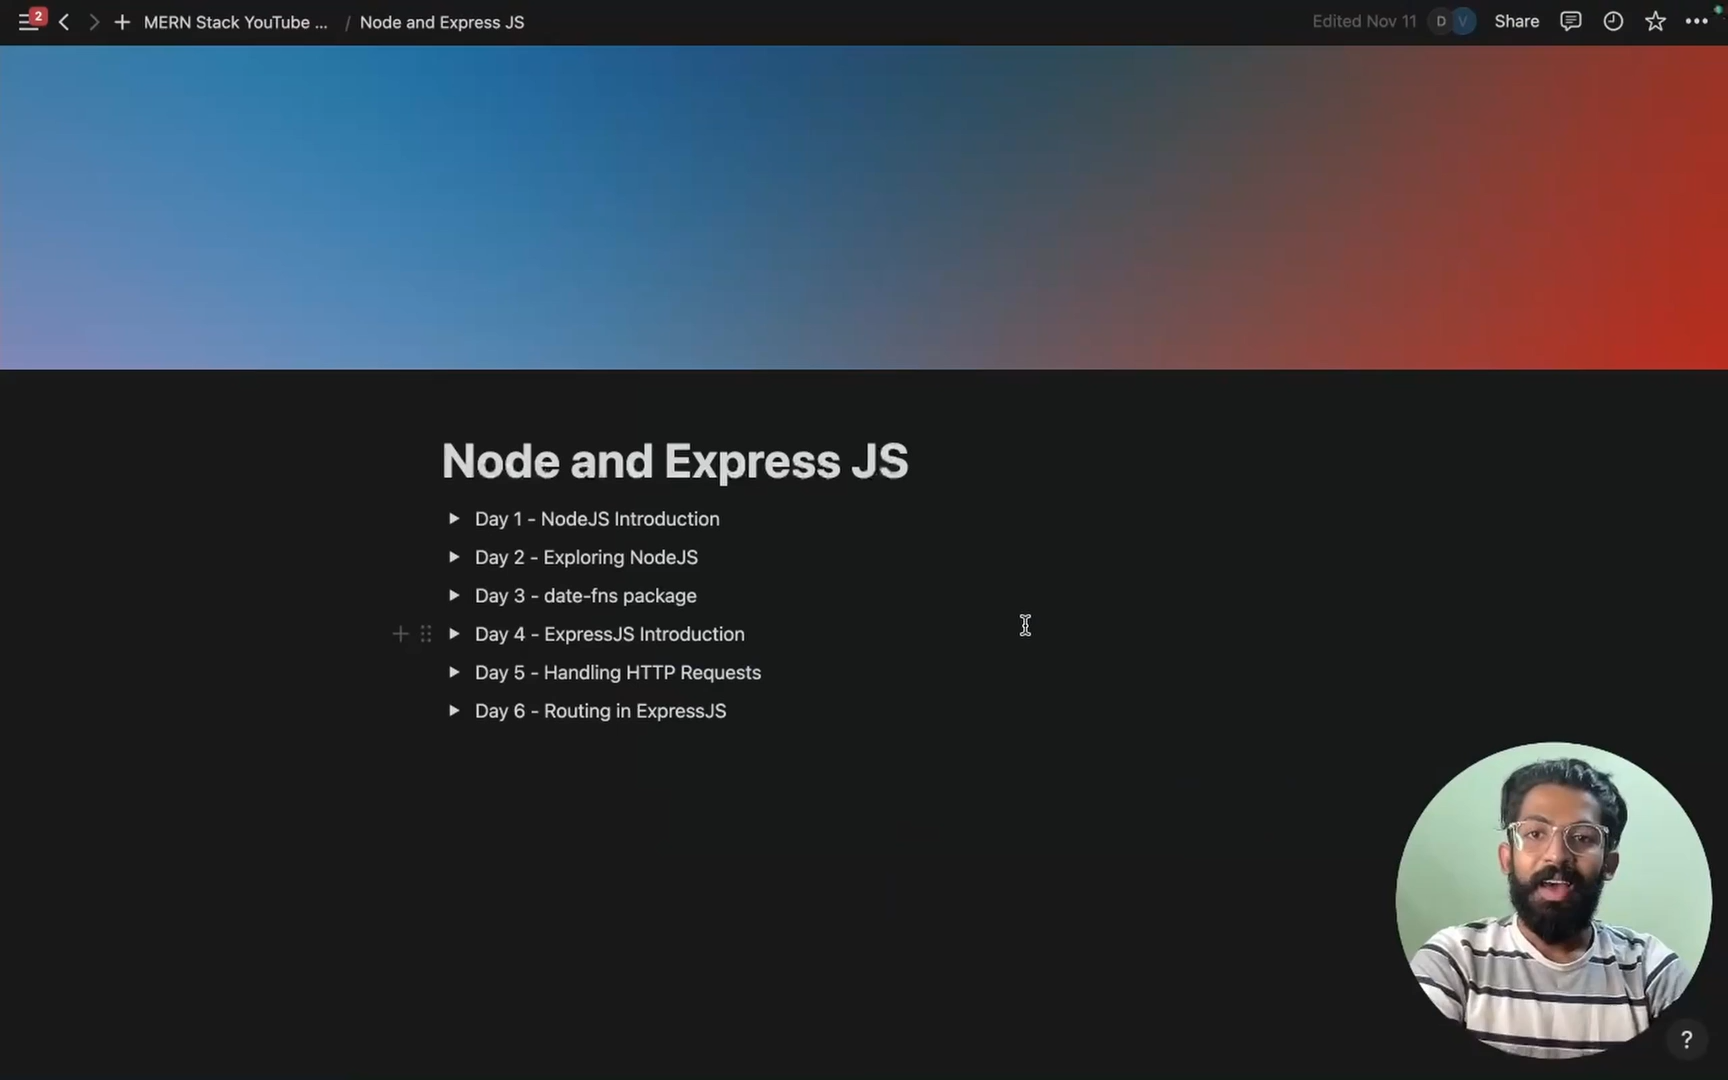 2
MERN Stack YouTube ... / Node and Express JS
Edited Nov 11 D V Share
Node and Express JS
Day 1 - NodeJS Introduction
Day 2 - Exploring NodeJS
Day 3 - date-fns package
Day 4 - ExpressJS Introduction
Day 5 - Handling HTTP Requests
Day 6 - Routing in ExpressJS
?